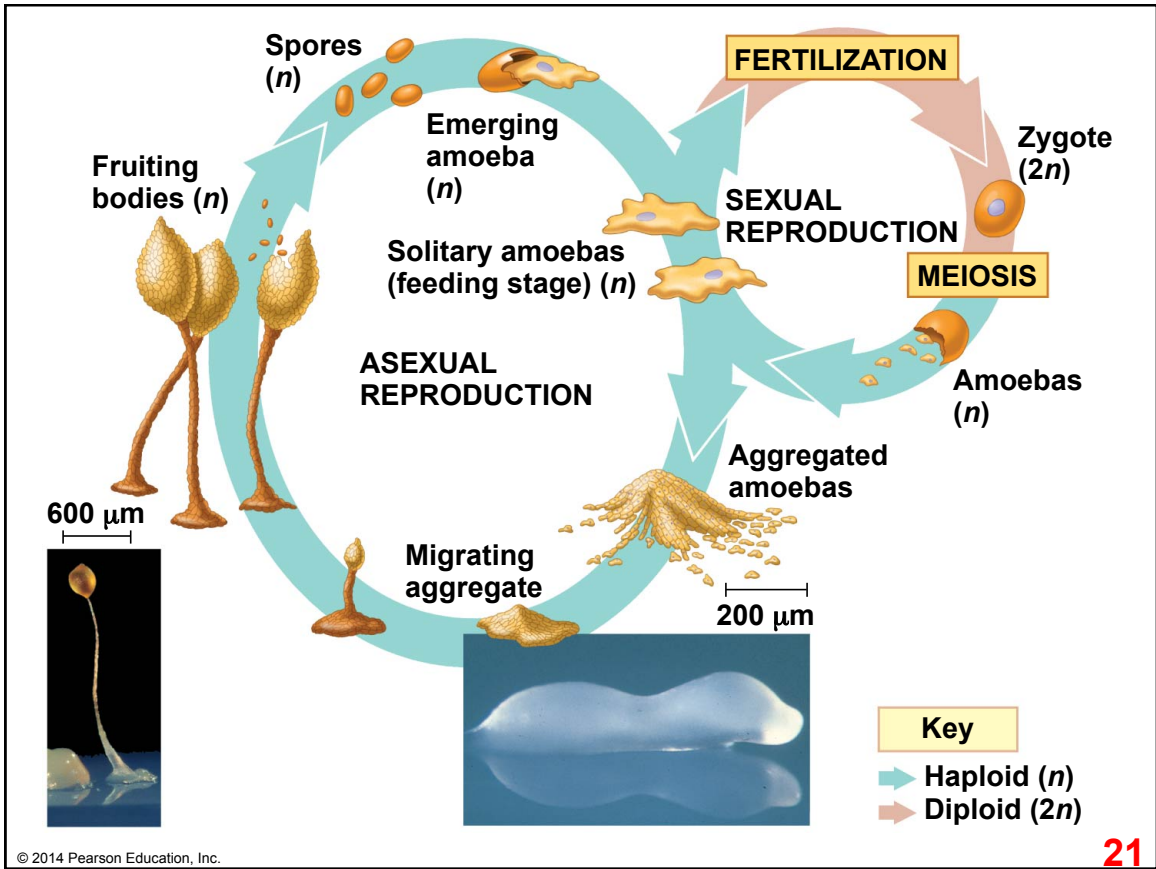 Spores
(n)
FERTILIZATION
Emerging
amoeba
(n)
Zygote
(2n)
Fruiting
bodies (n)
SEXUAL
REPRODUCTION
Solitary amoebas
(feeding stage) (n)
MEIOSIS
ASEXUAL
REPRODUCTION
Amoebas
(n)
Aggregated
amoebas
600 μm
Migrating
aggregate
200 μm
Key
Haploid (n)
Diploid (2n)
© 2014 Pearson Education, Inc.
21